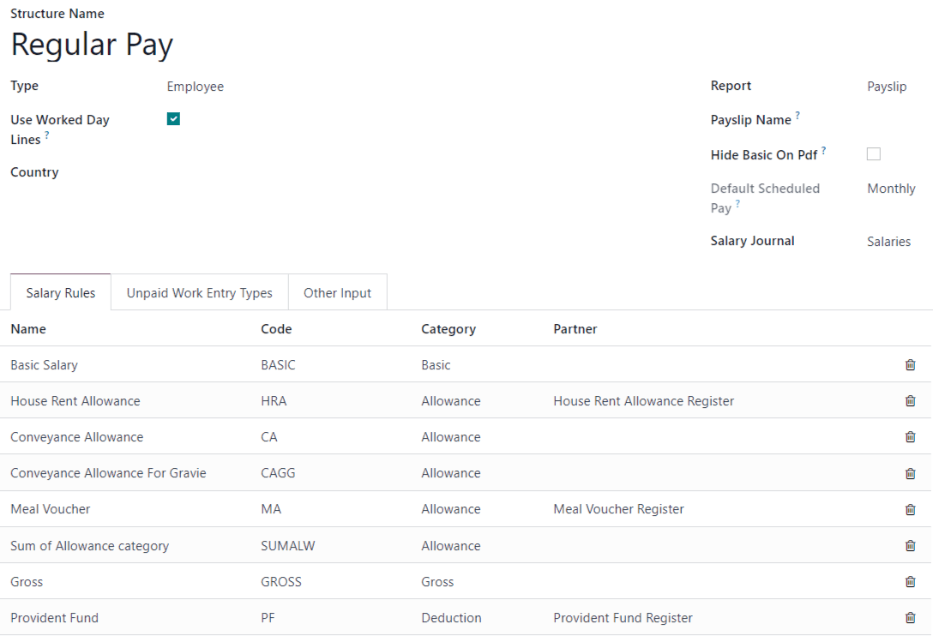 Structure Name
Regular Pay
Type Employee
Report Payslip
Use Worked Day Lines ?
Payslip Name ?
Hide Basic On Pdf ?
Country
Default Scheduled Pay ? Monthly
Salary Journal Salaries
Salary Rules Unpaid Work Entry Types Other Input
Name Code Category Partner
Basic Salary BASIC Basic
House Rent Allowance HRA Allowance House Rent Allowance Register
Conveyance Allowance CA Allowance
Conveyance Allowance For Gravie CAGG Allowance
Meal Voucher MA Allowance Meal Voucher Register
Sum of Allowance category SUMALW Allowance
Gross GROSS Gross
Provident Fund PF Deduction Provident Fund Register